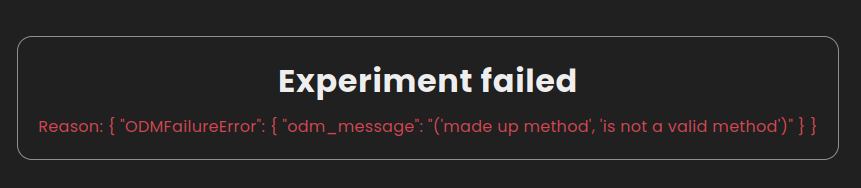 Experiment failed
Reason: { "ODMFailureError": { "odm_message": "('made up method', 'is not a valid method')" } }